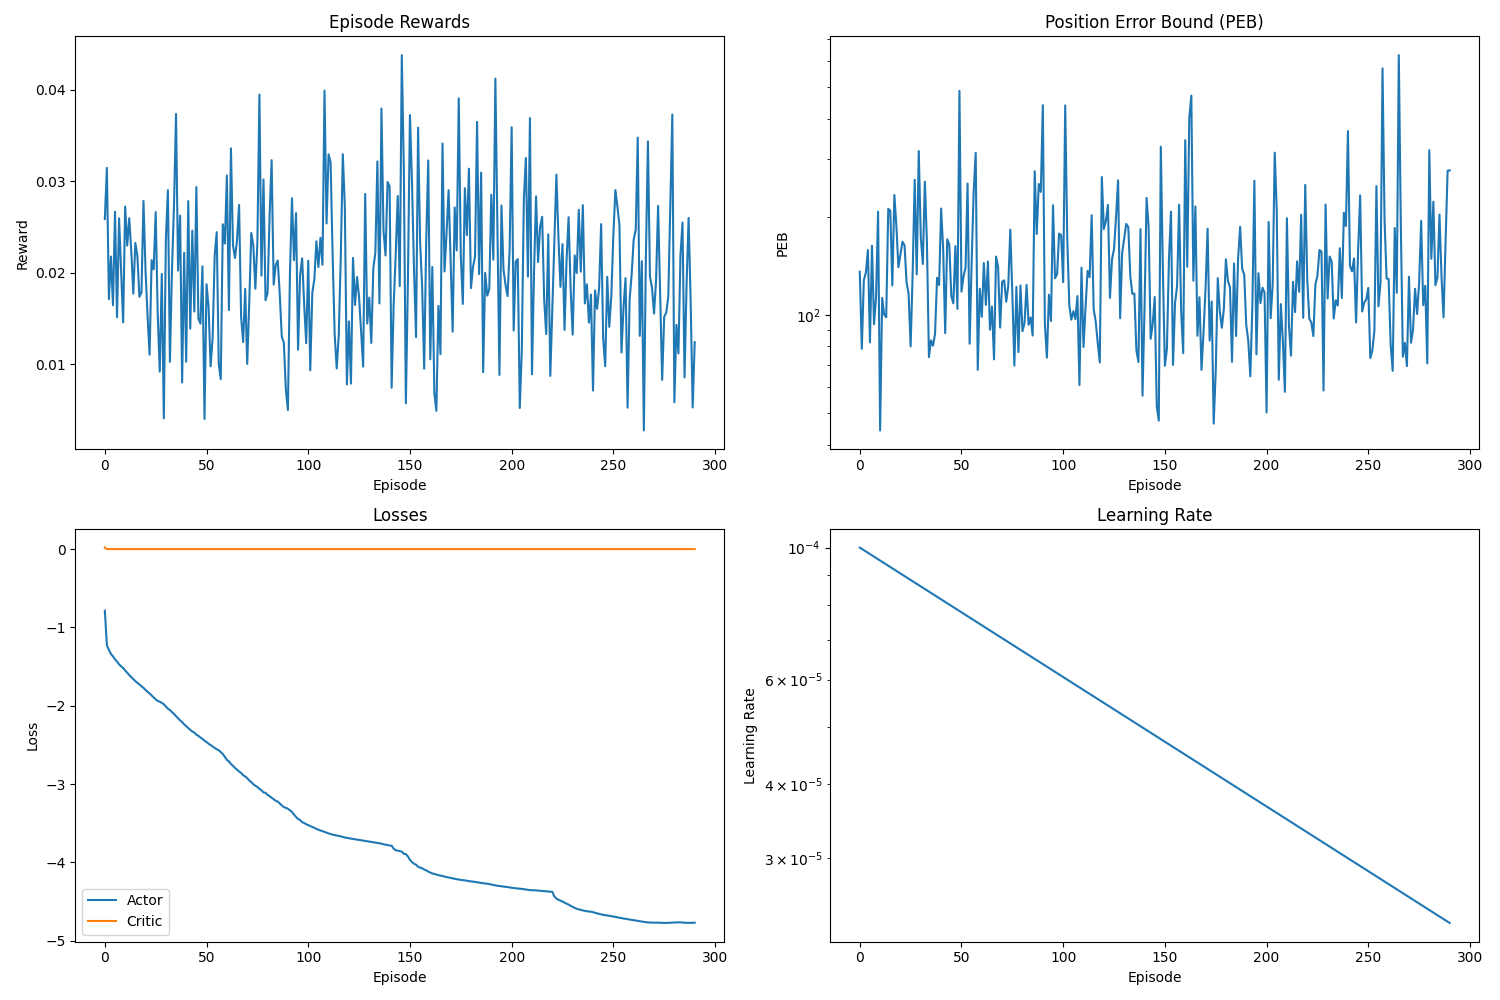 Episode Rewards
Reward
0.04
0.03
0.02
0.01
0 50 100 150 200 250 300
Episode
Position Error Bound (PEB)
PEB
10²
0 50 100 150 200 250 300
Episode
Losses
Loss
0
−1
−2
−3
−4
−5
Actor
Critic
0 50 100 150 200 250 300
Episode
Learning Rate
Learning Rate
10⁻⁴
6 × 10⁻⁵
4 × 10⁻⁵
3 × 10⁻⁵
0 50 100 150 200 250 300
Episode